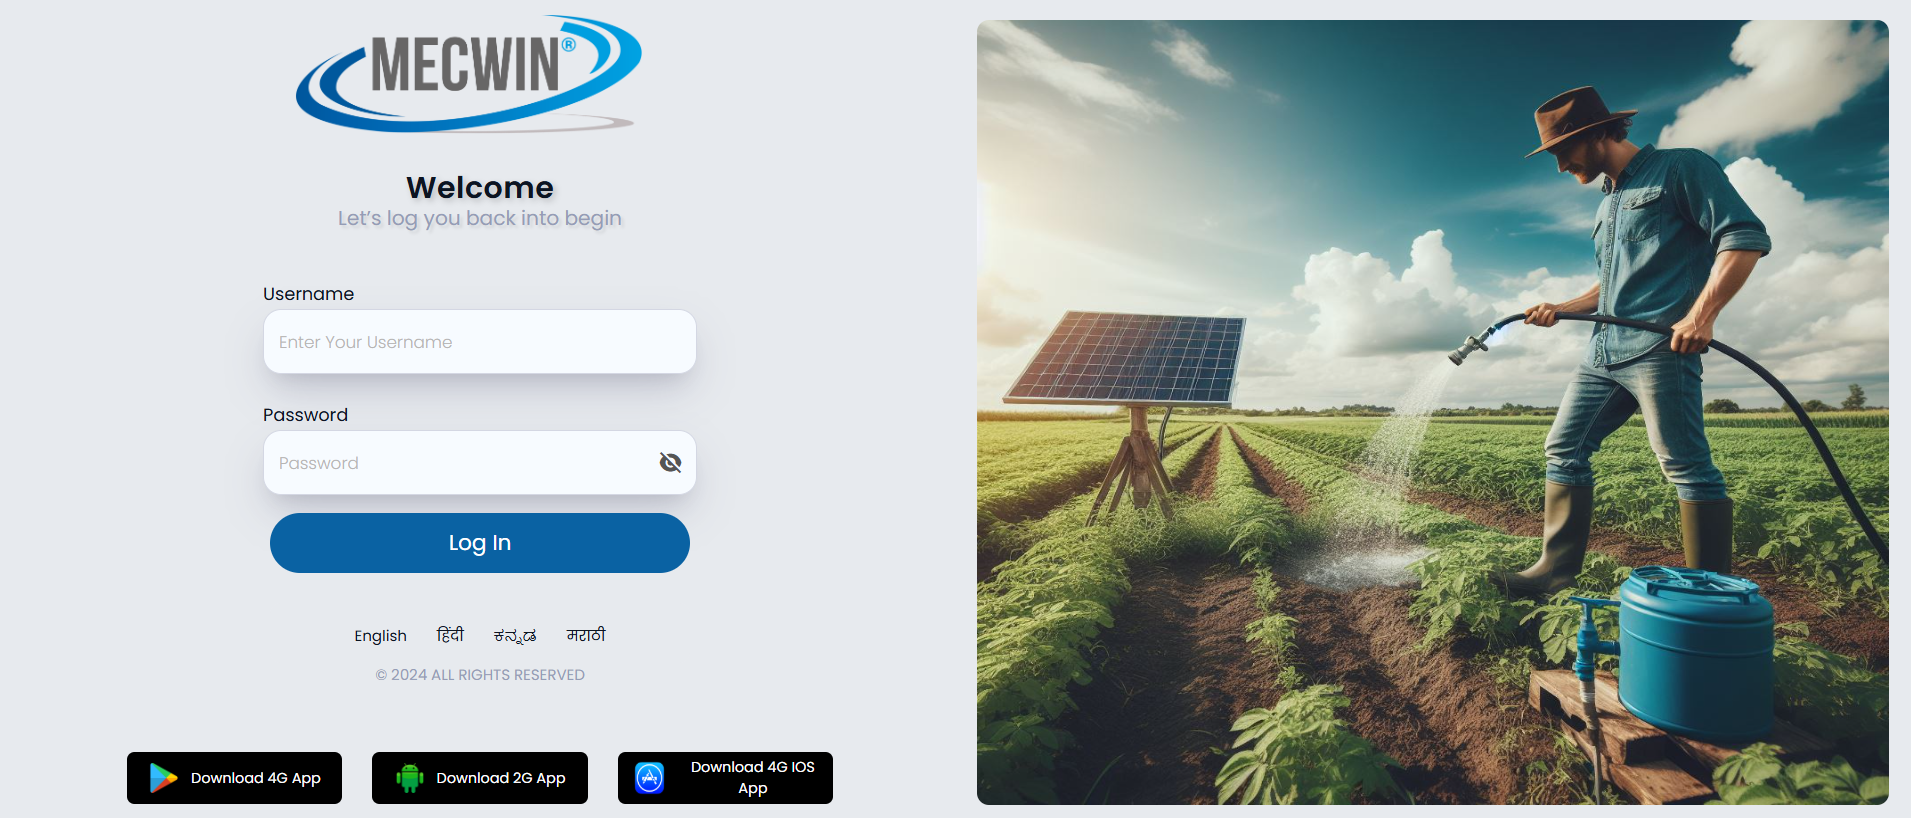 MECWIN®
Welcome
Let’s log you back into begin
Username
Enter Your Username
Password
Password
Log In
English हिंदी ಕನ್ನಡ मराठी
© 2024 ALL RIGHTS RESERVED
Download 4G App
Download 2G App
Download 4G IOS
App